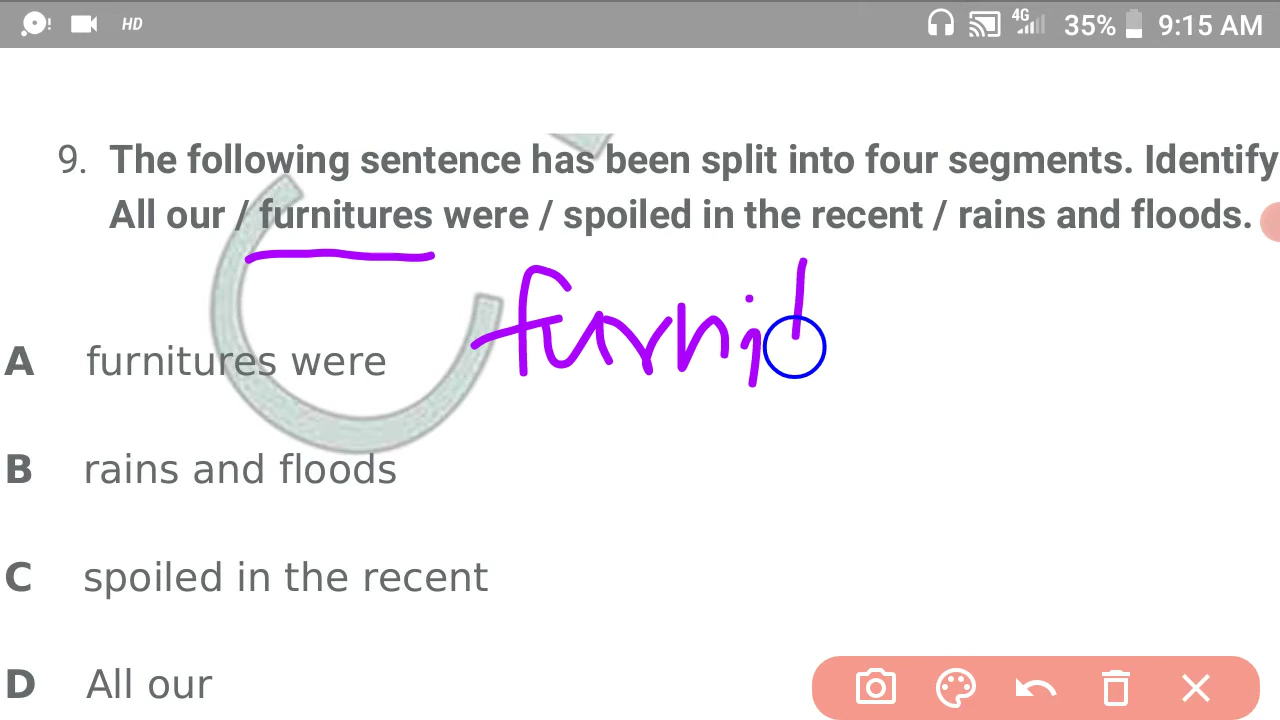 HD 4G 35% 9:15 AM
9. The following sentence has been split into four segments. Identify
All our / furnitures were / spoiled in the recent / rains and floods.
furnit
A furnitures were
B rains and floods
C spoiled in the recent
D All our